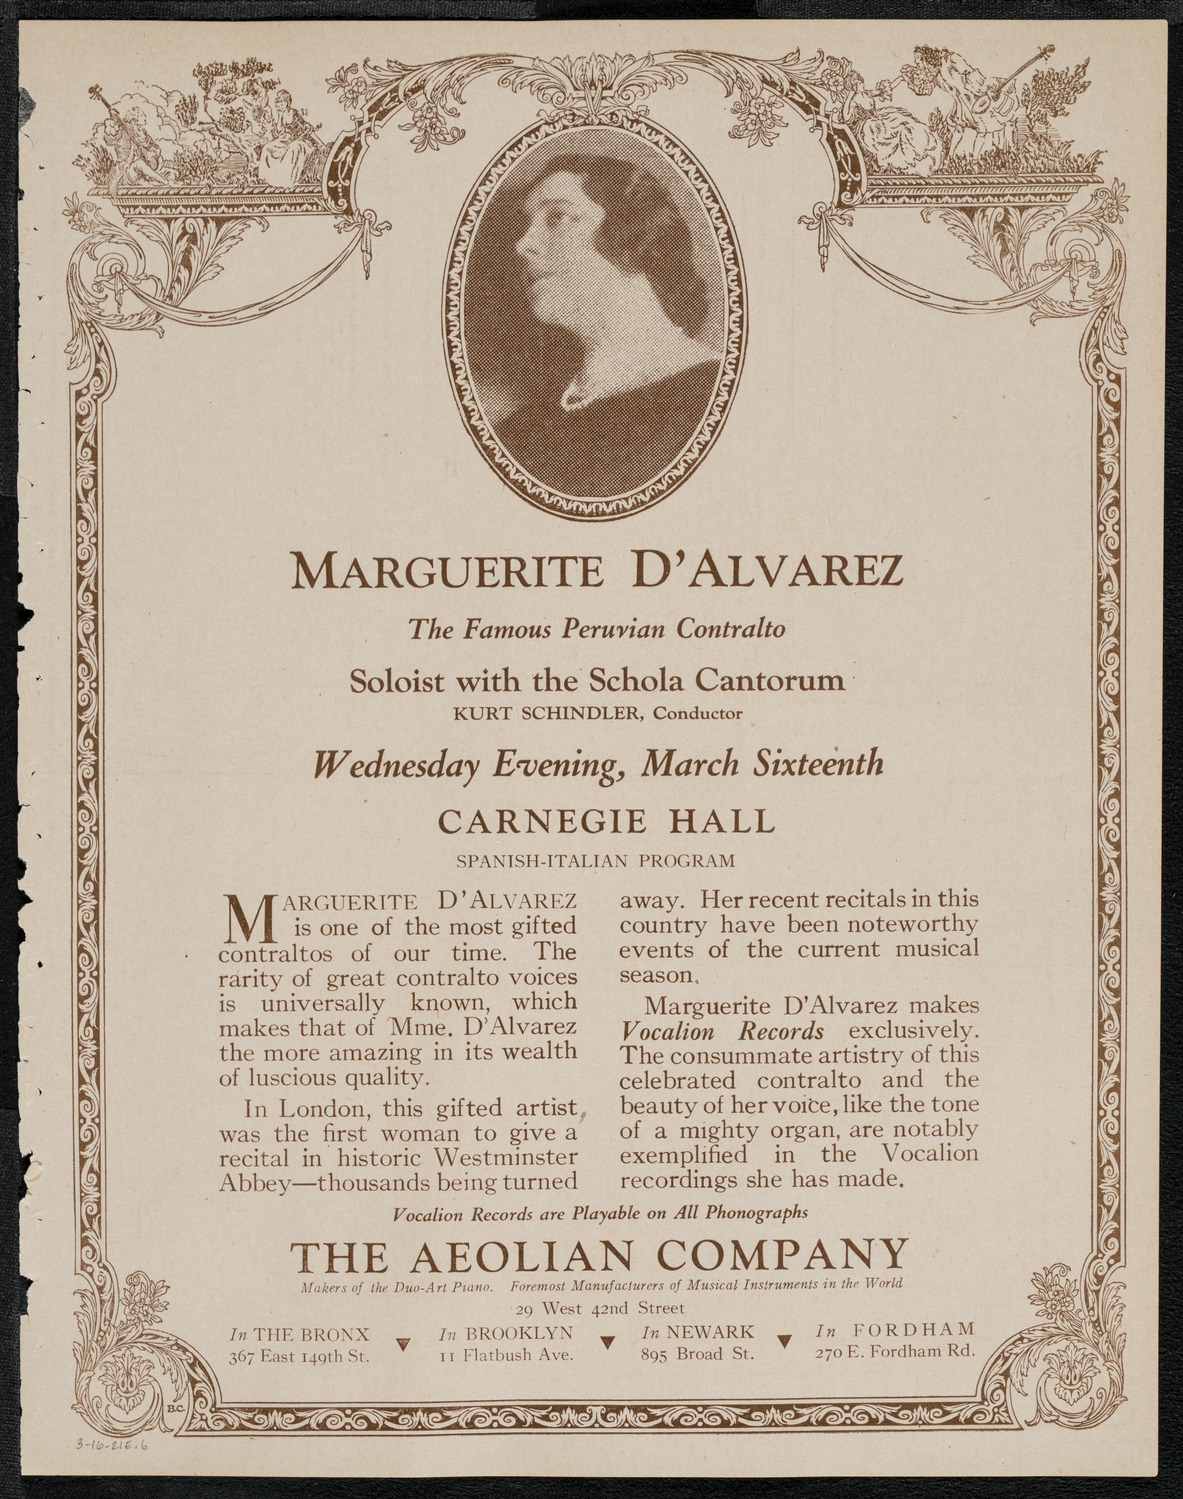 MARGUERITE D'ALVAREZ
The Famous Peruvian Contralto
Soloist with the Schola Cantorum
KURT SCHINDLER, Conductor
Wednesday Evening, March Sixteenth
CARNEGIE HALL
SPANISH-ITALIAN PROGRAM
MARGUERITE D'ALVAREZ
is one of the most gifted
contraltos of our time. The
rarity of great contralto voices
is universally known, which
makes that of Mme. D'Alvarez
the more amazing in its wealth
of luscious quality.
In London, this gifted artist,
was the first woman to give a
recital in historic Westminster
Abbey—thousands being turned
away. Her recent recitals in this
country have been noteworthy
events of the current musical
season.
Marguerite D'Alvarez makes
Vocalion Records exclusively.
The consummate artistry of this
celebrated contralto and the
beauty of her voice, like the tone
of a mighty organ, are notably
exemplified in the Vocalion
recordings she has made.
Vocalion Records are Playable on All Phonographs
THE AEOLIAN COMPANY
Makers of the Duo-Art Piano. Foremost Manufacturers of Musical Instruments in the World
29 West 42nd Street
In THE BRONX
367 East 149th St.
In BROOKLYN
11 Flatbush Ave.
In NEWARK
895 Broad St.
In FORDHAM
270 E. Fordham Rd.
B.C.
3-16-21E.6